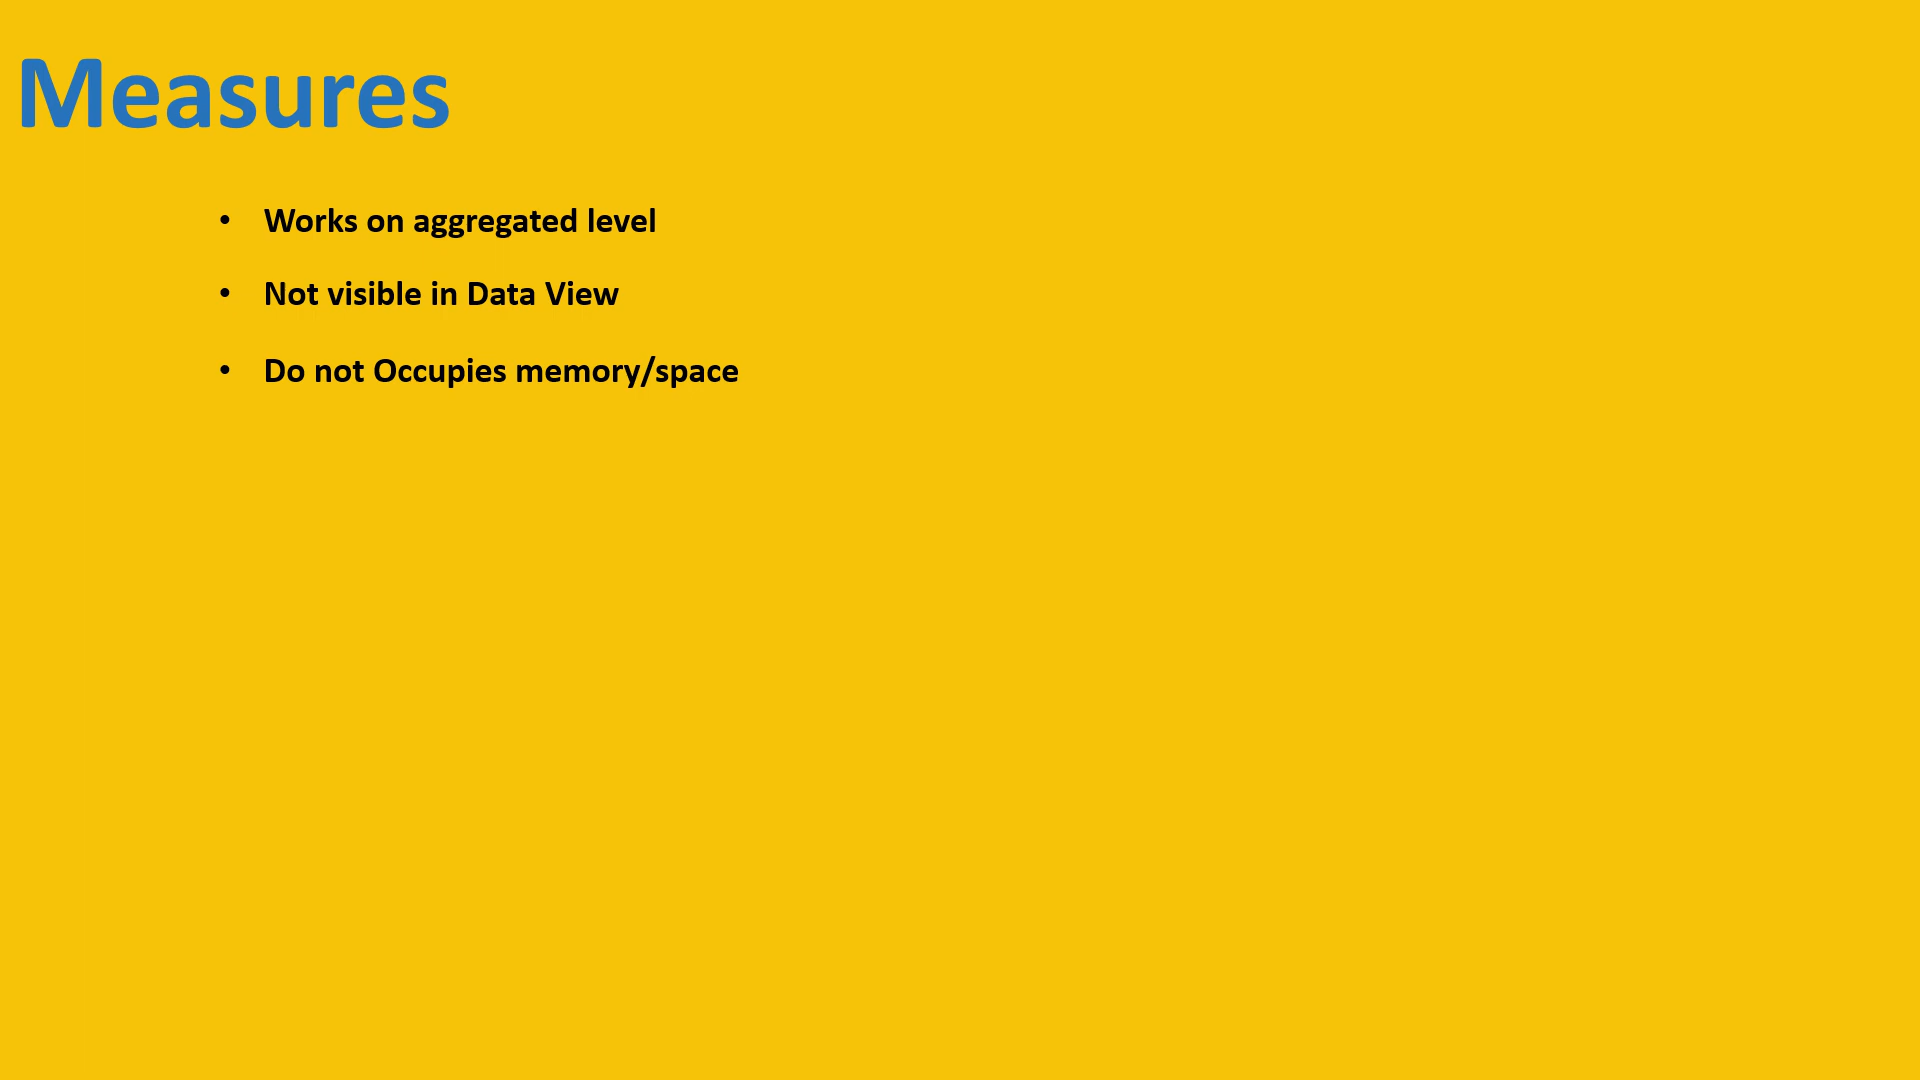 Measures
• Works on aggregated level
• Not visible in Data View
• Do not Occupies memory/space